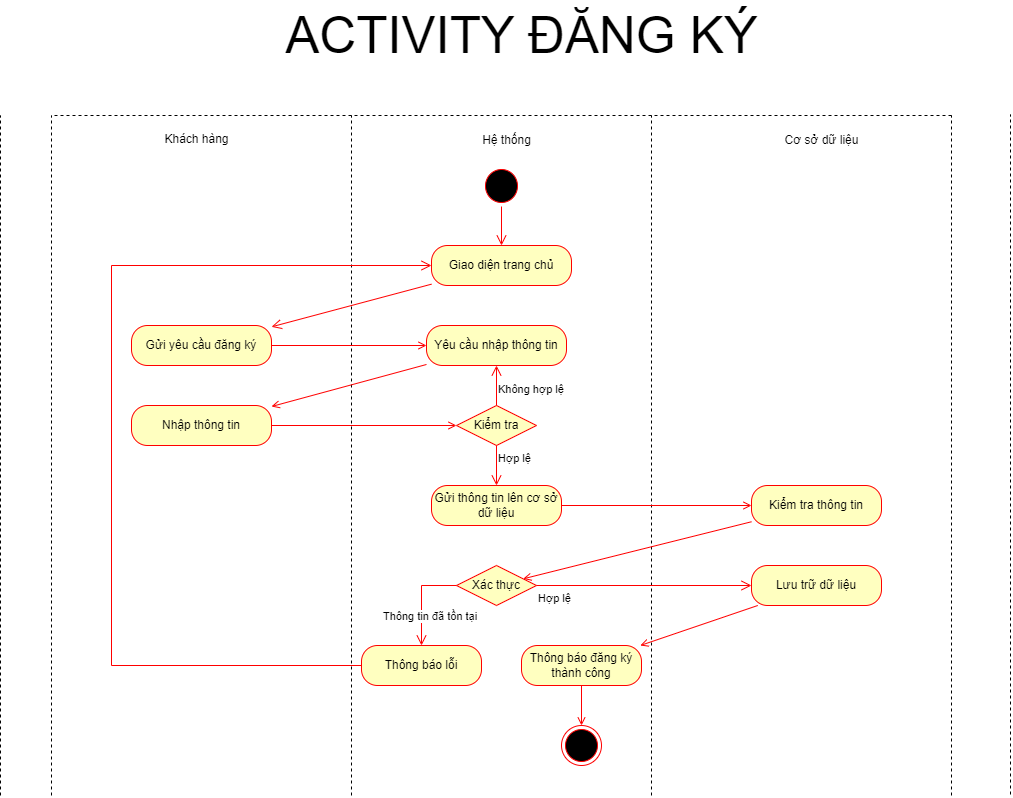 ACTIVITY ĐĂNG KÝ
Khách hàng
Hệ thống
Cơ sở dữ liệu
Giao diện trang chủ
Gửi yêu cầu đăng ký
Yêu cầu nhập thông tin
Không hợp lệ
Nhập thông tin
Kiểm tra
Hợp lệ
Gửi thông tin lên cơ sở
dữ liệu
Kiểm tra thông tin
Xác thực
Hợp lệ
Lưu trữ dữ liệu
Thông tin đã tồn tại
Thông báo lỗi
Thông báo đăng ký
thành công